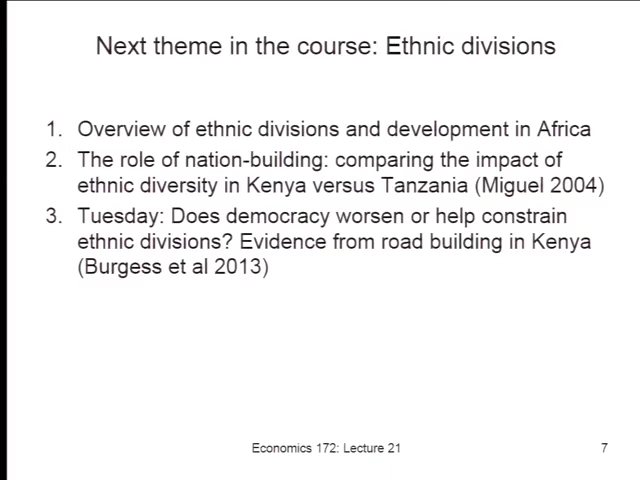 Next theme in the course: Ethnic divisions
1. Overview of ethnic divisions and development in Africa
2. The role of nation-building: comparing the impact of
ethnic diversity in Kenya versus Tanzania (Miguel 2004)
3. Tuesday: Does democracy worsen or help constrain
ethnic divisions? Evidence from road building in Kenya
(Burgess et al 2013)
Economics 172: Lecture 21
7